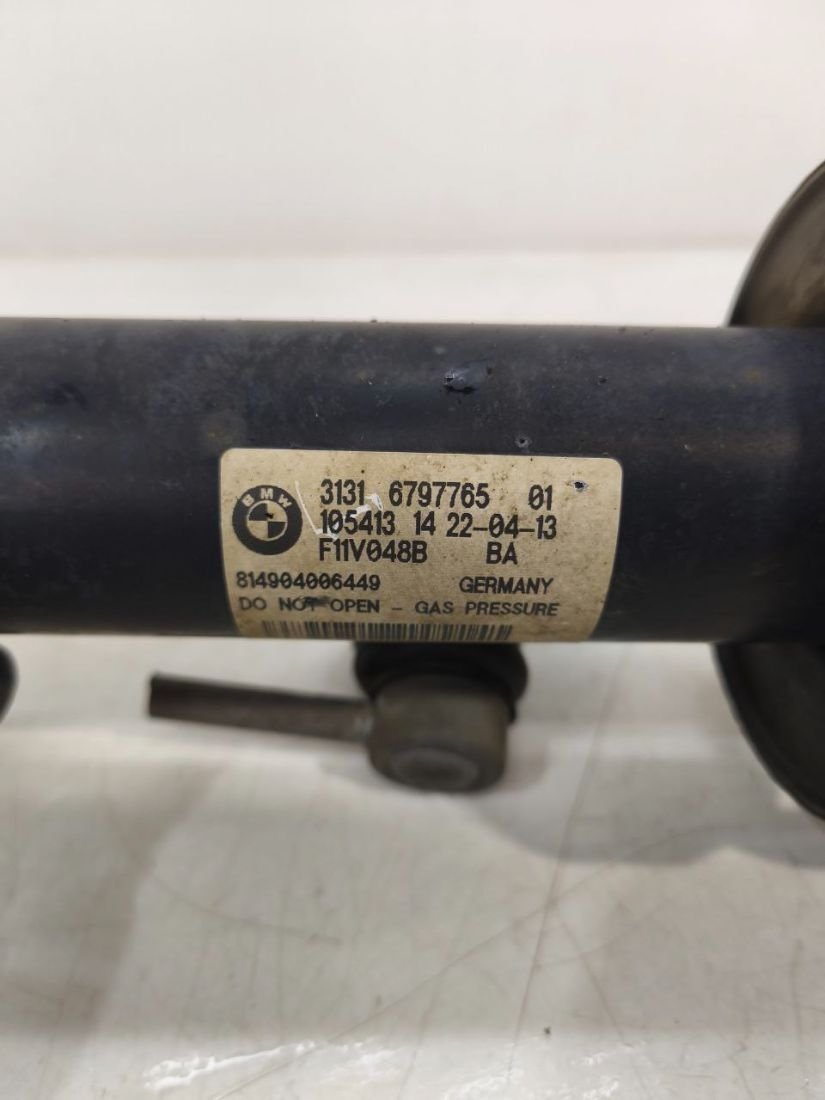 BMW
3131 6797765 01
105413 14 22-04-13
F11V048B BA
814904006449 GERMANY
DO NOT OPEN - GAS PRESSURE